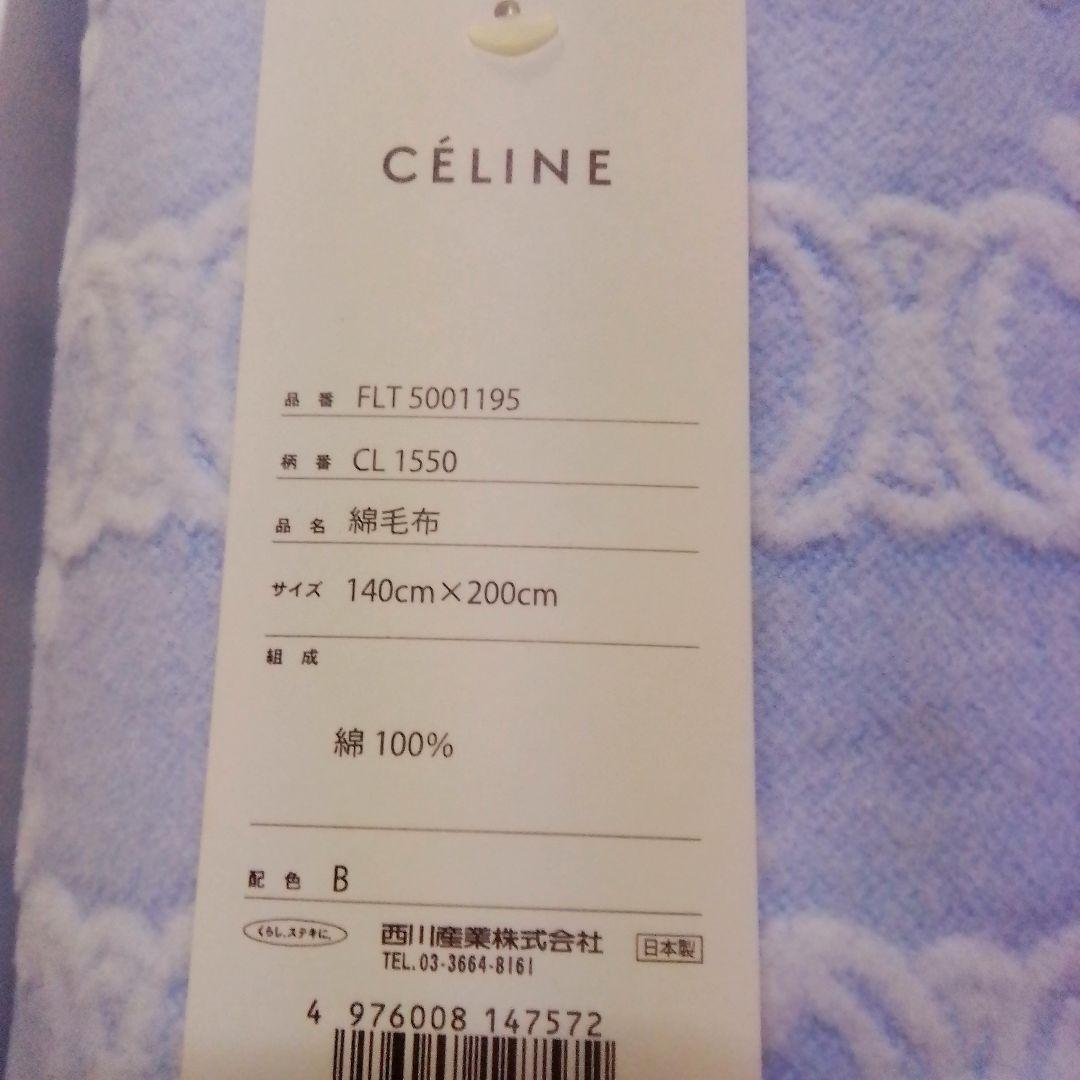 CÉLINE
品番 FLT 5001195
柄番 CL 1550
品名 綿毛布
サイズ 140cm×200cm
組成
綿 100%
配色 B
くらし、ステキに。 西川産業株式会社 日本製
TEL.03-3664-8161
4 976008 147572